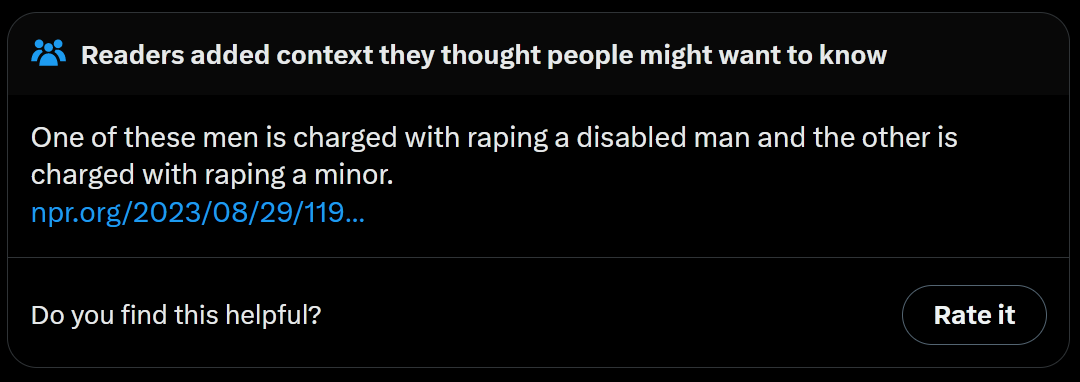 Readers added context they thought people might want to know
One of these men is charged with raping a disabled man and the other is
charged with raping a minor.
npr.org/2023/08/29/119…
Do you find this helpful?
Rate it